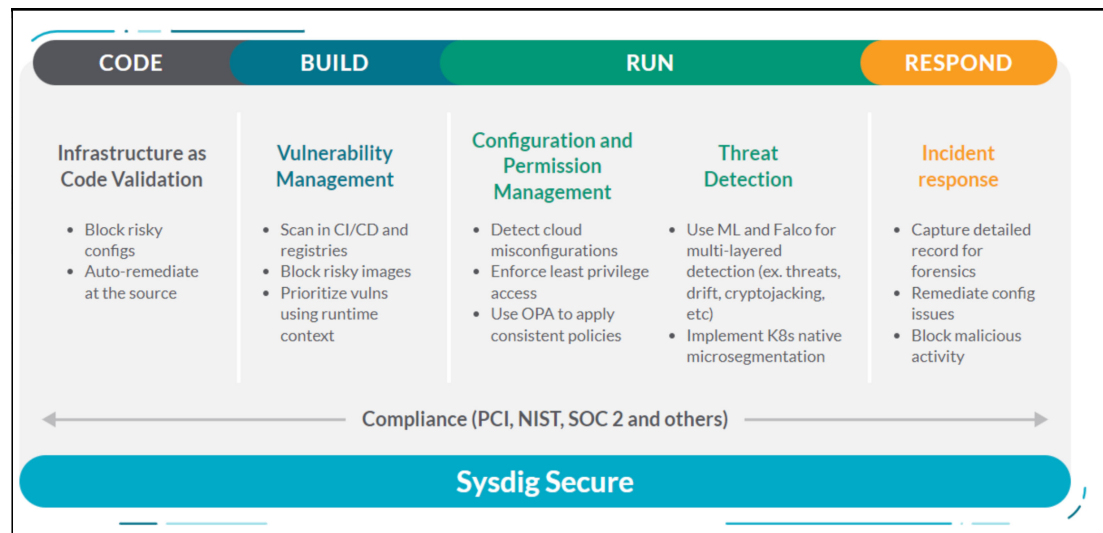 CODE
BUILD
RUN
RESPOND
Infrastructure as
Code Validation
• Block risky
configs
• Auto-remediate
at the source
Vulnerability
Management
• Scan in CI/CD and
registries
• Block risky images
• Prioritize vulns
using runtime
context
Configuration and
Permission
Management
• Detect cloud
misconfigurations
• Enforce least privilege
access
• Use OPA to apply
consistent policies
Threat
Detection
• Use ML and Falco for
multi-layered
detection (ex. threats,
drift, cryptojacking,
etc)
• Implement K8s native
microsegmentation
Incident
response
• Capture detailed
record for
forensics
• Remediate config
issues
• Block malicious
activity
Compliance (PCI, NIST, SOC 2 and others)
Sysdig Secure